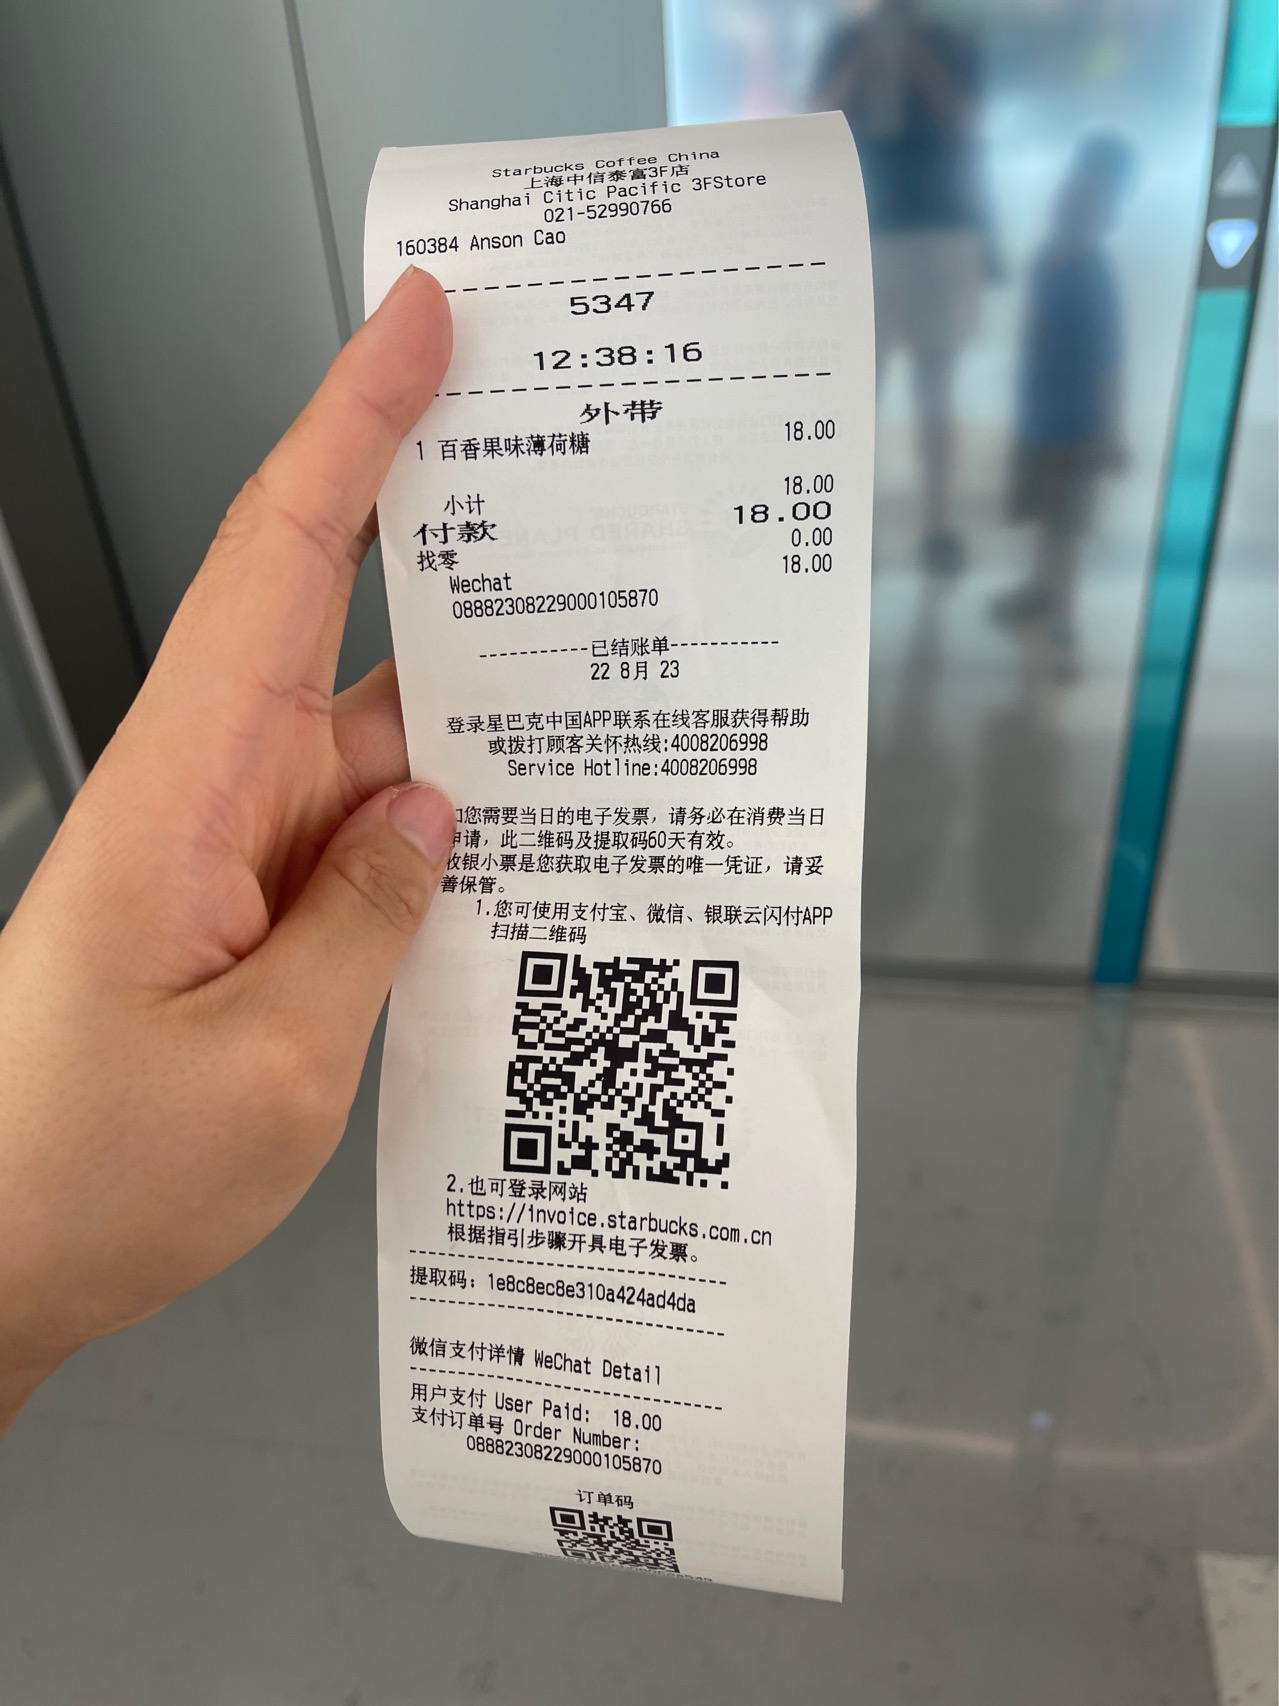 Starbucks Coffee China
上海中信泰富3F店
Shanghai Citic Pacific 3FStore
021-52990766
160384 Anson Cao
5347
12:38:16
外带
1 百香果味薄荷糖 18.00
小计 18.00
付款 18.00
找零 0.00
Wechat 18.00
08882308229000105870
-----------已结账单-----------
22 8月 23
登录星巴克中国APP联系在线客服获得帮助
或拨打顾客关怀热线:4008206998
Service Hotline:4008206998
您需要当日的电子发票，请务必在消费当日
申请，此二维码及提取码60天有效。
收银小票是您获取电子发票的唯一凭证，请妥
善保管。
1.您可使用支付宝、微信、银联云闪付APP
扫描二维码
2.也可登录网站
https://invoice.starbucks.com.cn
根据指引步骤开具电子发票。
提取码: 1e8c8ec8e310a424ad4da
微信支付详情 WeChat Detail
用户支付 User Paid: 18.00
支付订单号 Order Number:
08882308229000105870
订单码